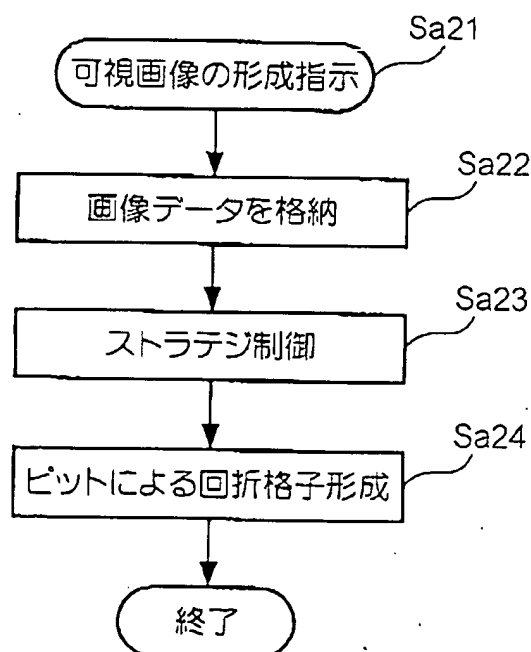 Sa21
可視画像の形成指示
Sa22
画像データを格納
Sa23
ストラテジ制御
Sa24
ピットによる回折格子形成
終了